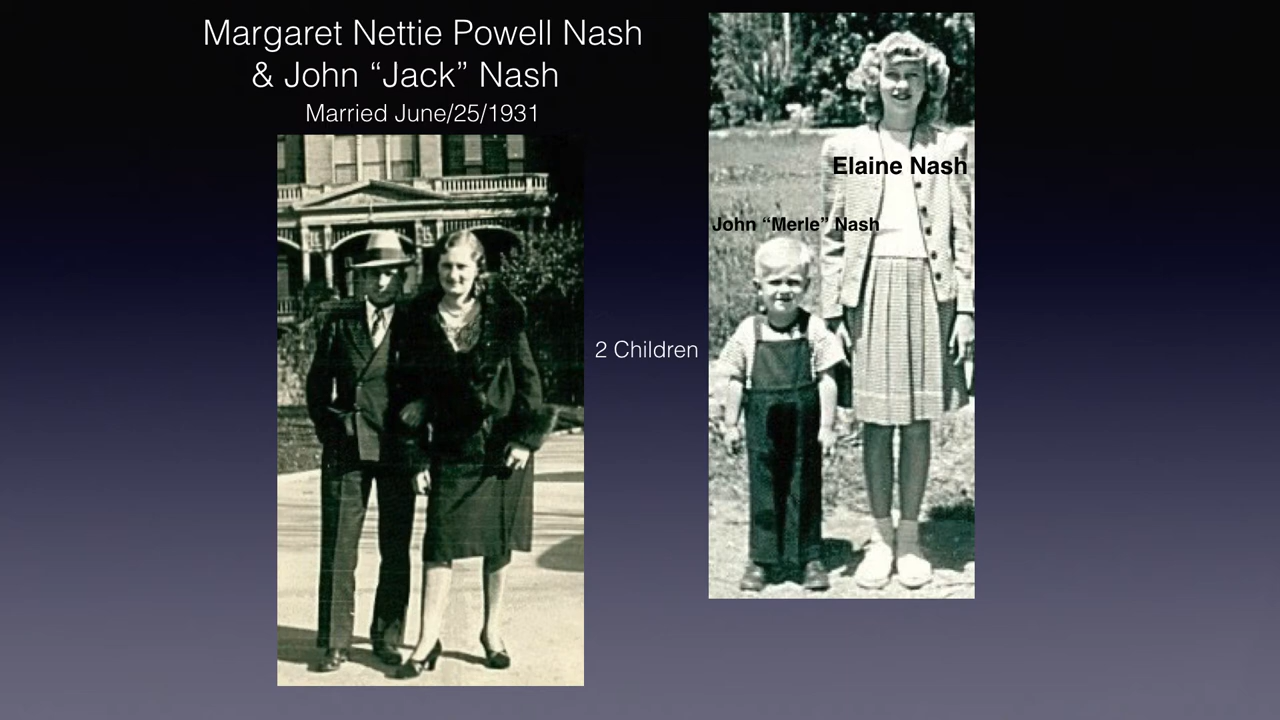 Margaret Nettie Powell Nash
& John “Jack” Nash
Married June/25/1931
2 Children
Elaine Nash
John “Merle” Nash